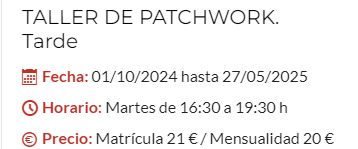 TALLER DE PATCHWORK.
Tarde
Fecha: 01/10/2024 hasta 27/05/2025
Horario: Martes de 16:30 a 19:30 h
Precio: Matrícula 21 € / Mensualidad 20 €